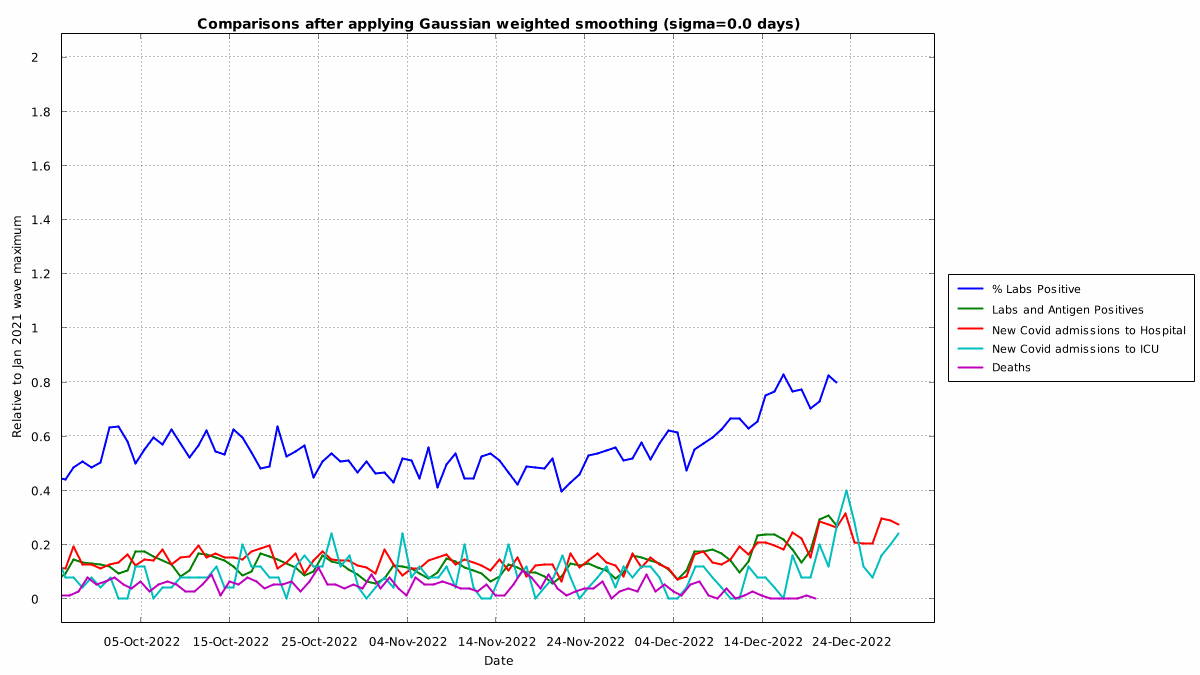 Comparisons after applying Gaussian weighted smoothing (sigma=0.0 days)
Relative to Jan 2021 wave maximum
2
1.8
1.6
1.4
1.2
1
0.8
0.6
0.4
0.2
0
05-Oct-2022 15-Oct-2022 25-Oct-2022 04-Nov-2022 14-Nov-2022 24-Nov-2022 04-Dec-2022 14-Dec-2022 24-Dec-2022
Date
% Labs Positive
Labs and Antigen Positives
New Covid admissions to Hospital
New Covid admissions to ICU
Deaths